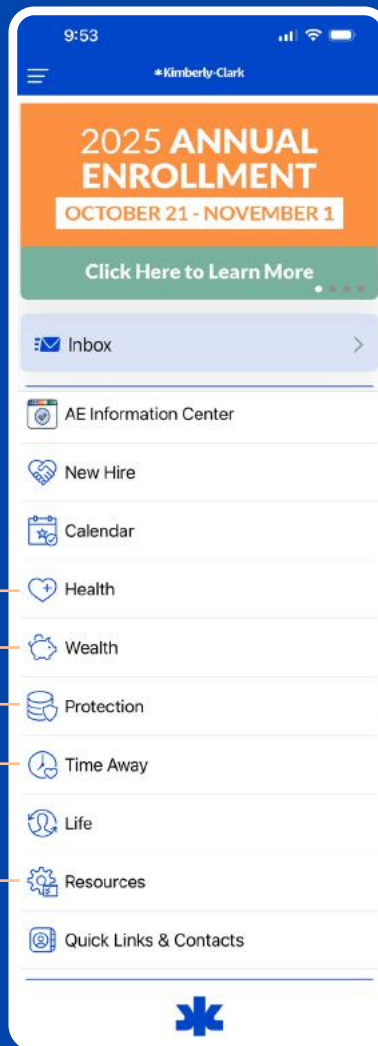 9:53
*Kimberly-Clark
2025 ANNUAL
ENROLLMENT
OCTOBER 21 - NOVEMBER 1
Click Here to Learn More
Inbox
AE Information Center
New Hire
Calendar
Health
Wealth
Protection
Time Away
Life
Resources
Quick Links & Contacts